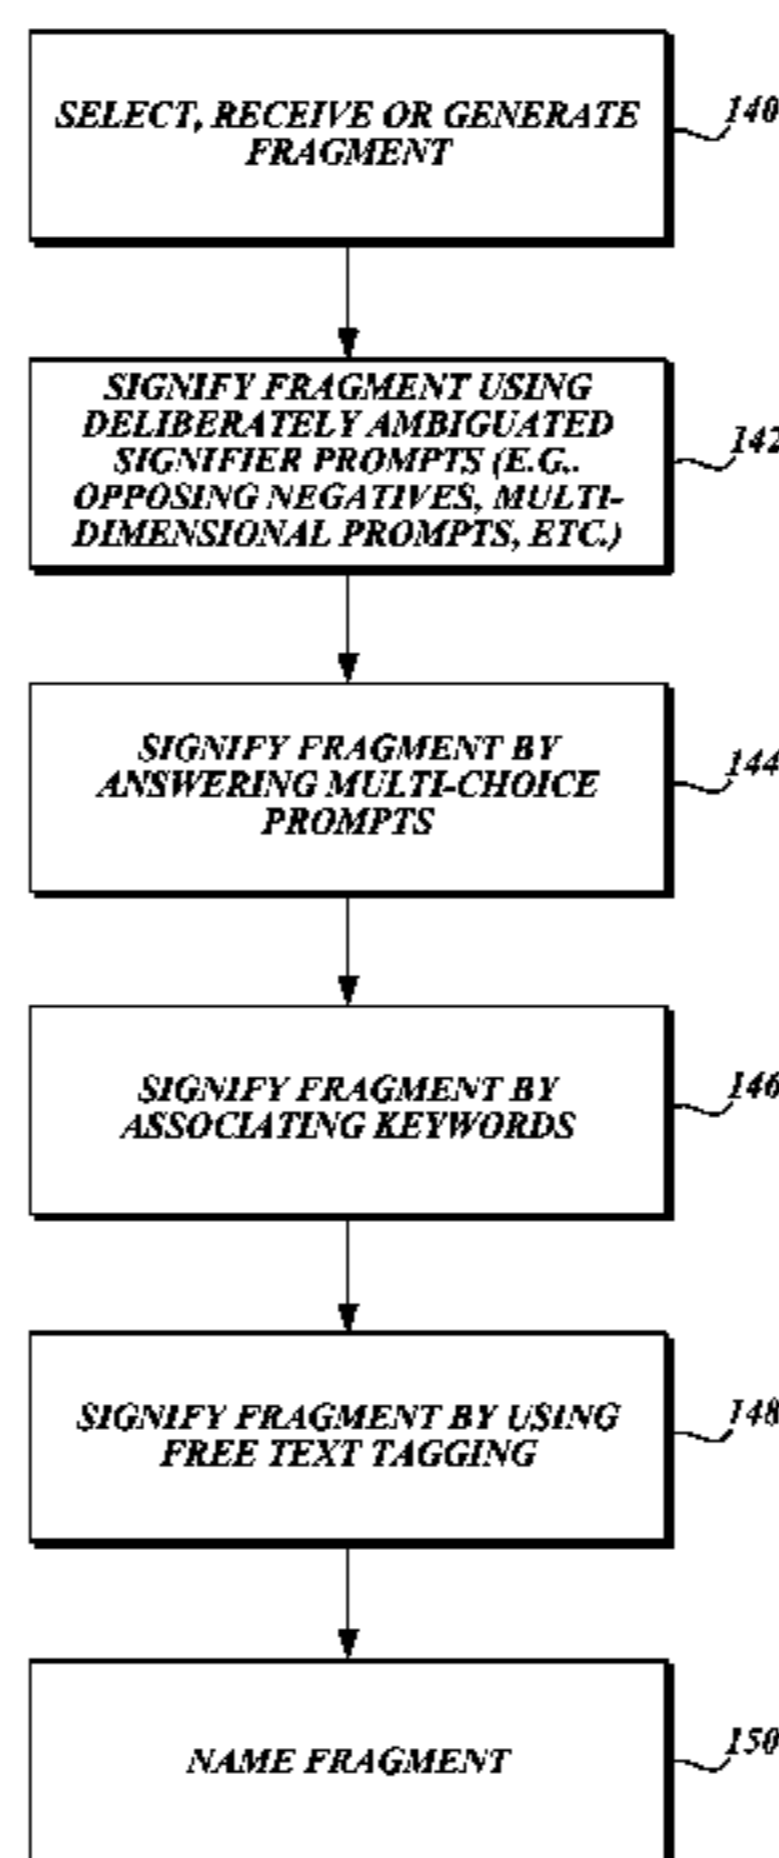 SELECT, RECEIVE OR GENERATE
FRAGMENT
140
SIGNIFY FRAGMENT USING
DELIBERATELY AMBIGUATED
SIGNIFIER PROMPTS (E.G..
OPPOSING NEGATIVES, MULTI-
DIMENSIONAL PROMPTS, ETC.)
142
SIGNIFY FRAGMENT BY
ANSWERING MULTI-CHOICE
PROMPTS
144
SIGNIFY FRAGMENT BY
ASSOCIATING KEYWORDS
146
SIGNIFY FRAGMENT BY USING
FREE TEXT TAGGING
148
NAME FRAGMENT
150